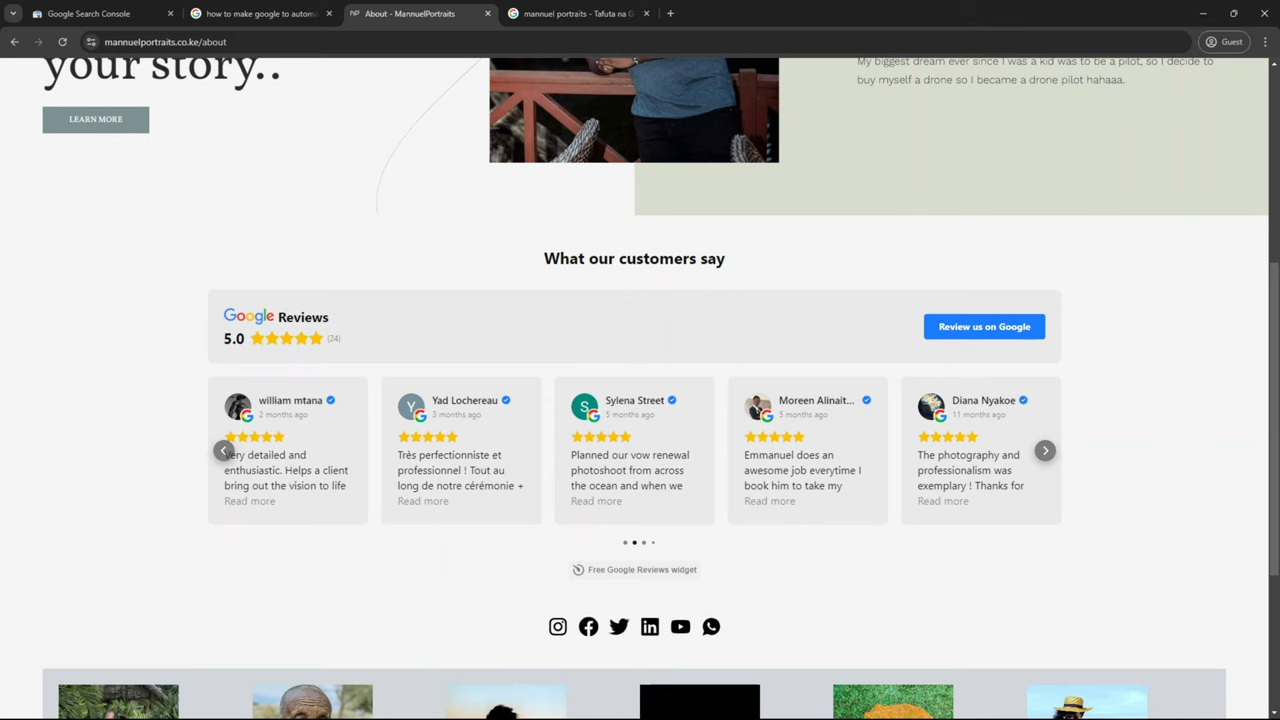 Google Search Console
how to make google to autom
About - MannuelPortraits
mannuel portraits - Tafuta na G
mannuelportraits.co.ke/about
Guest
your story..
LEARN MORE
My biggest dream ever since I was a kid was to be a pilot, so I decide to
buy myself a drone so I became a drone pilot hahaaa.
What our customers say
Google Reviews
5.0 (24)
Review us on Google
william mtana
2 months ago
Very detailed and
enthusiastic. Helps a client
bring out the vision to life
Read more
Y
Yad Lochereau
3 months ago
Très perfectionniste et
professionnel ! Tout au
long de notre cérémonie +
Read more
S
Sylena Street
5 months ago
Planned our vow renewal
photoshoot from across
the ocean and when we
Read more
Moreen Alinait...
5 months ago
Emmanuel does an
awesome job everytime I
book him to take my
Read more
Diana Nyakoe
11 months ago
The photography and
professionalism was
exemplary ! Thanks for
Read more
Free Google Reviews widget